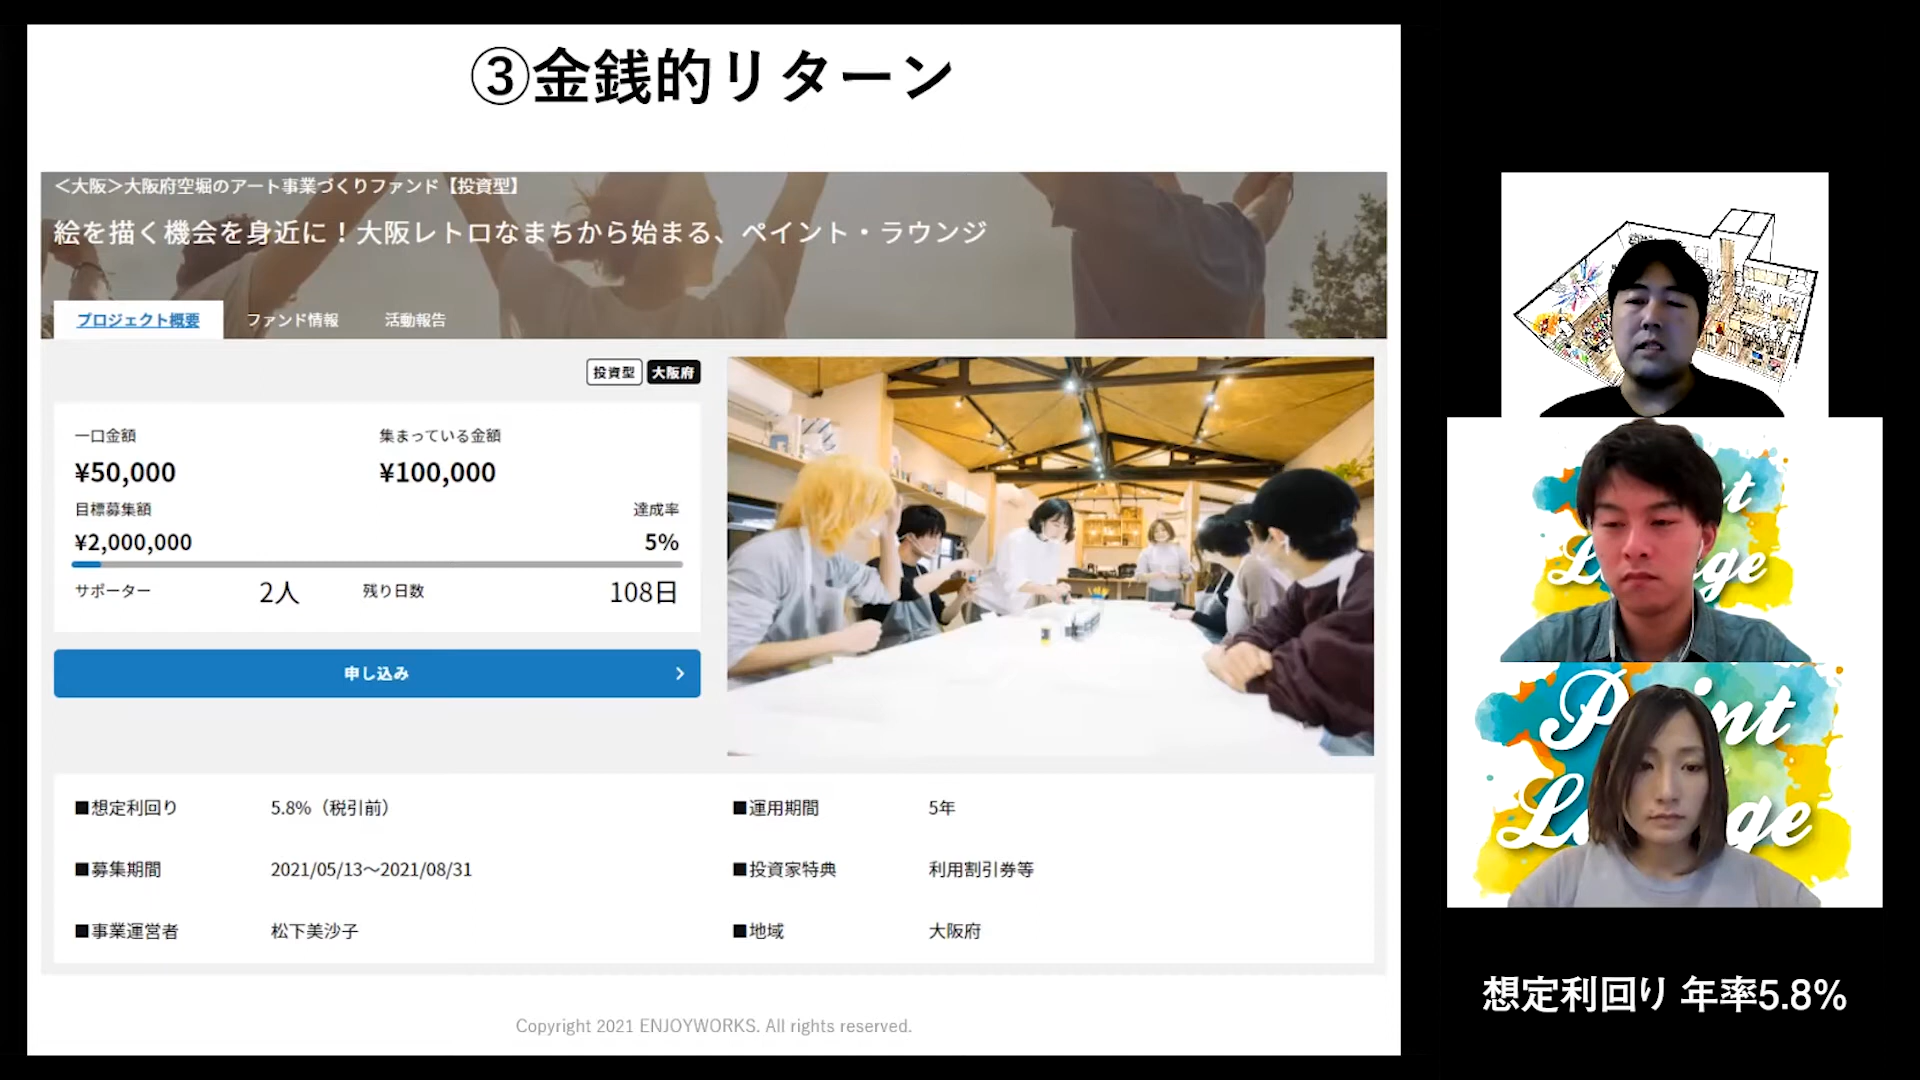 ③金銭的リターン
＜大阪＞大阪府空堀のアート事業づくりファンド【投資型】
絵を描く機会を身近に！大阪レトロなまちから始まる、ペイント・ラウンジ
プロジェクト概要 ファンド情報 活動報告
投資型 大阪府
一口金額 集まっている金額
¥50,000 ¥100,000
目標募集額 達成率
¥2,000,000 5%
サポーター 2人 残り日数 108日
申し込み
■想定利回り 5.8%（税引前） ■運用期間 5年
■募集期間 2021/05/13～2021/08/31 ■投資家特典 利用割引券等
■事業運営者 松下美沙子 ■地域 大阪府
Copyright 2021 ENJOYWORKS. All rights reserved.
想定利回り 年率5.8%